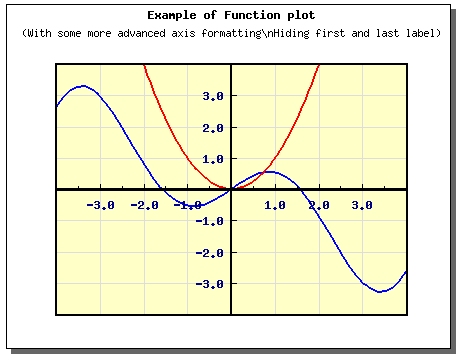 Example of Function plot
(With some more advanced axis formatting\nHiding first and last label)
3.0
2.0
1.0
-3.0 -2.0 -1.0 1.0 2.0 3.0
-1.0
-2.0
-3.0